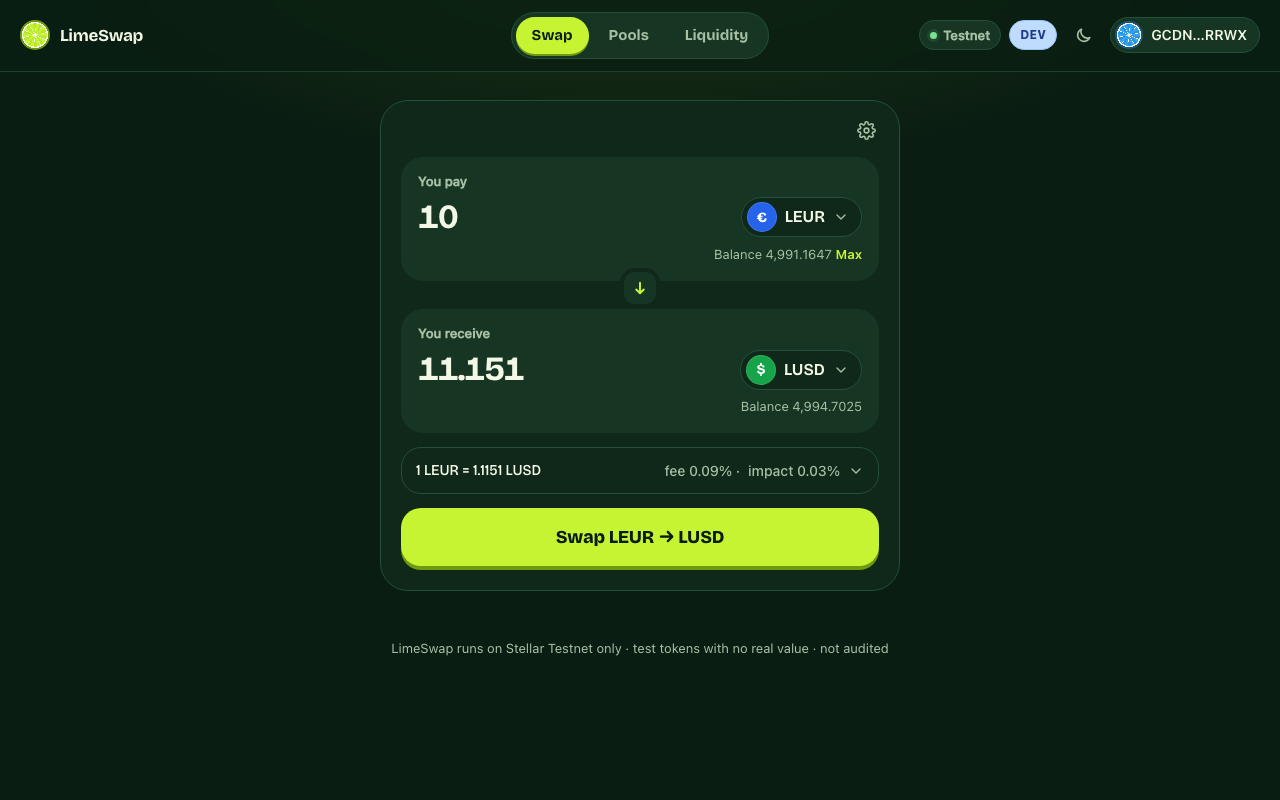 LimeSwap
Swap
Pools
Liquidity
Testnet
DEV
GCDN...RRWX
You pay
10
€ LEUR
Balance 4,991.1647 Max
You receive
11.151
$ LUSD
Balance 4,994.7025
1 LEUR = 1.1151 LUSD
fee 0.09% · impact 0.03%
Swap LEUR → LUSD
LimeSwap runs on Stellar Testnet only · test tokens with no real value · not audited